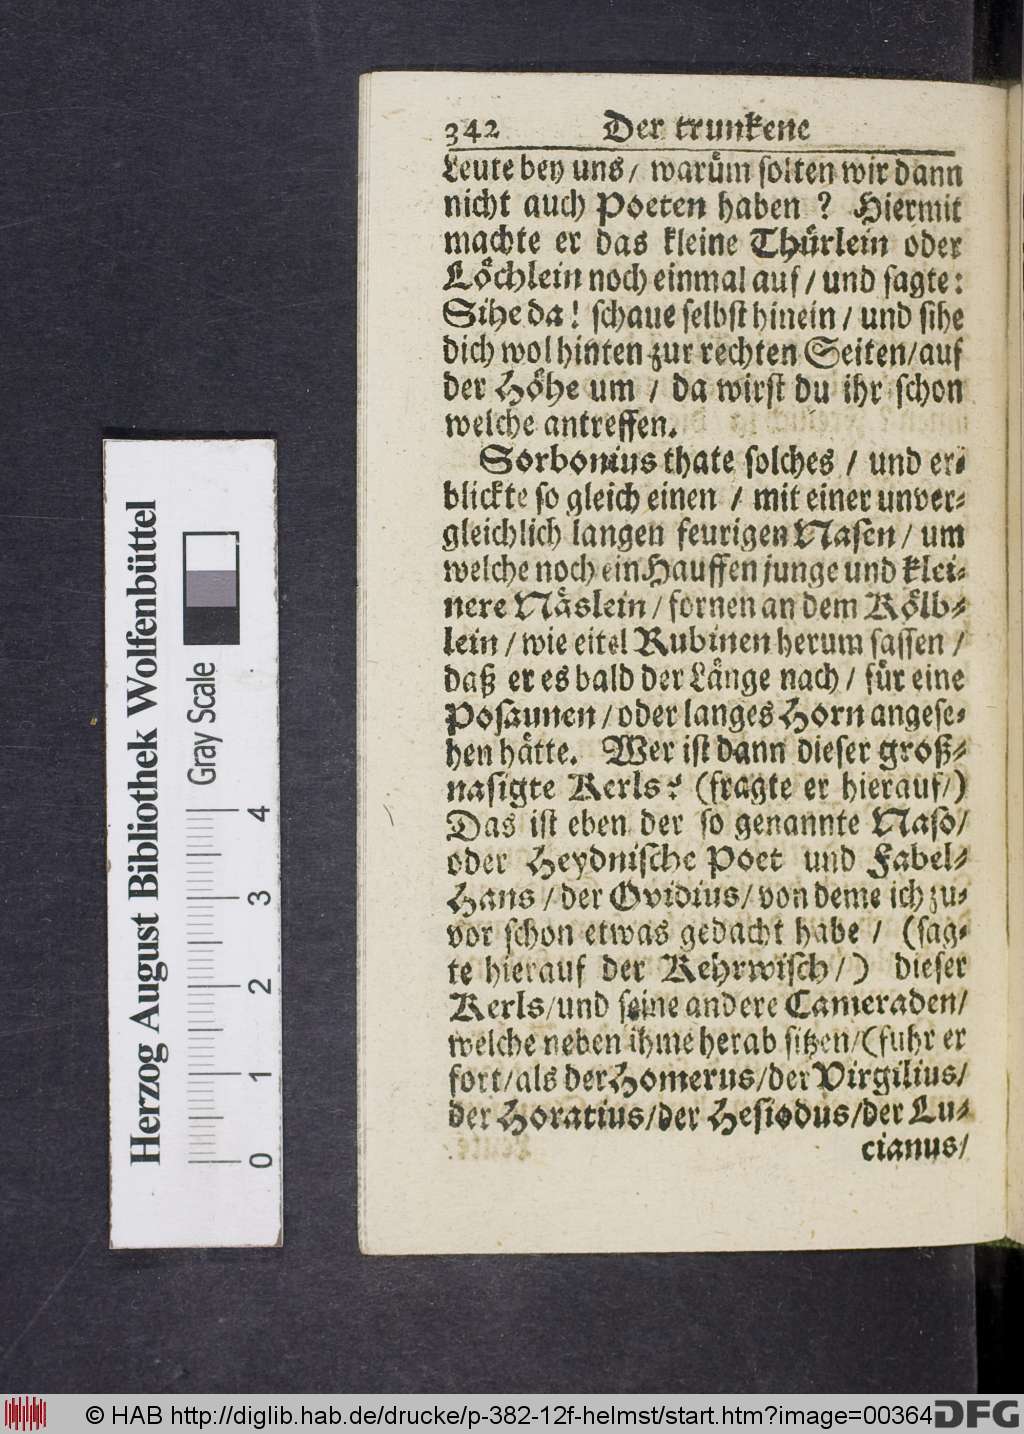 342 Der trunkene
Leute bey uns / warüm solten wir dann
nicht auch Poeten haben ? Hiermit
machte er das kleine Thürlein oder
Löchlein noch einmal auf / und sagte:
Sihe da! schaue selbst hinein / und sihe
dich wol hinten zur rechten Seiten/auf
der Höhe um / da wirst du ihr schon
welche antreffen.
Sorbonius thate solches / und er-
blickte so gleich einen / mit einer unver-
gleichlich langen feurigen Nasen / um
welche noch ein Hauffen junge und klei-
nere Näslein / fornen an dem Kölb-
lein / wie eitel Rubinen herum sassen /
daß er es bald der Länge nach / für eine
Posaunen / oder langes Horn angese-
hen hätte. Wer ist dann dieser groß-
nasigte Kerls? (fragte er hierauf/)
Das ist eben der so genannte Naso/
oder Heydnische Poet und Fabel-
Hans / der Ovidius/ von deme ich zu-
vor schon etwas gedacht habe / (sag-
te hierauf der Kehrwisch/) dieser
Kerls/und seine andere Cameraden/
welche neben ihme herab sitzen/(fuhr er
fort/als der Homerus/der Virgilius/
der Horatius/der Hesiodus/der Lu-
cianus/
Herzog August Bibliothek Wolfenbüttel
Gray Scale
0 1 2 3 4
© HAB http://diglib.hab.de/drucke/p-382-12f-helmst/start.htm?image=00364
DFG